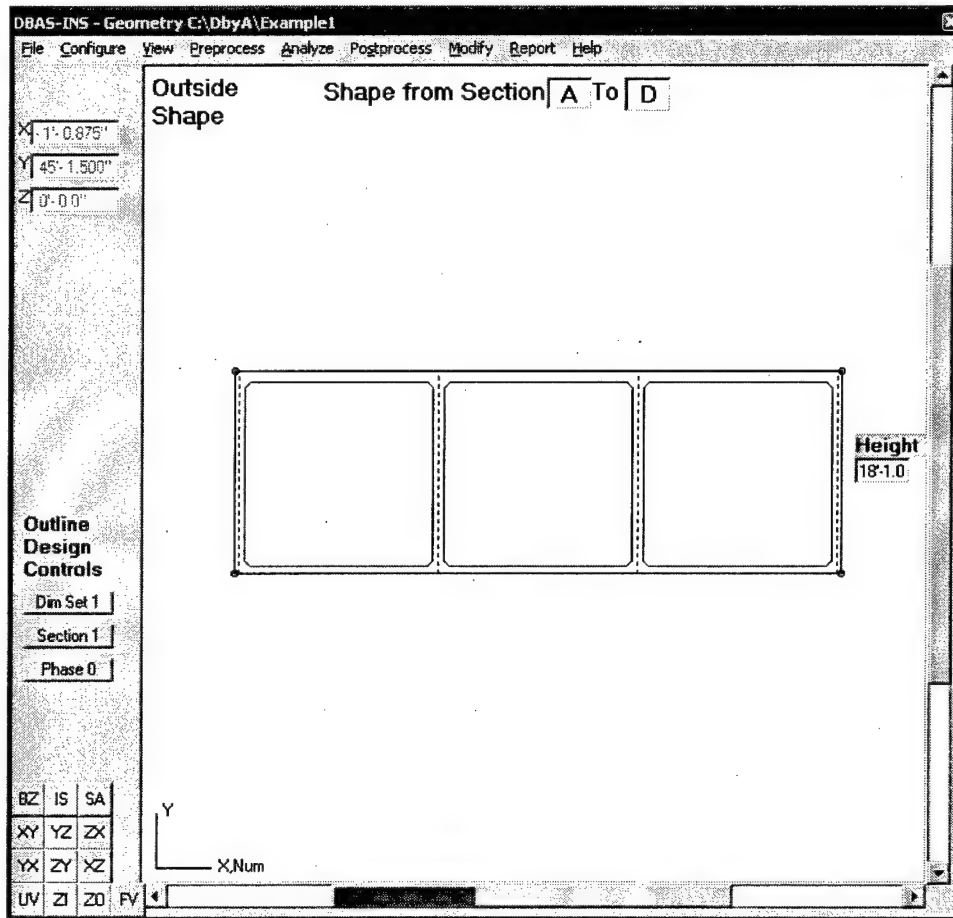 DBAS-INS - Geometry C:\DbyA\Example1
File Configure View Preprocess Analyze Postprocess Modify Report Help
Outside
Shape
Shape from Section A To D
X - 1'- 0.875"
Y 45'- 1.500"
Z 0'- 0.0"
Height
18'-1.0
Outline
Design
Controls
Dim Set 1
Section 1
Phase 0
BZ IS SA
XY YZ ZX
YX ZY XZ
UV ZI ZO PV
Y
X,Num